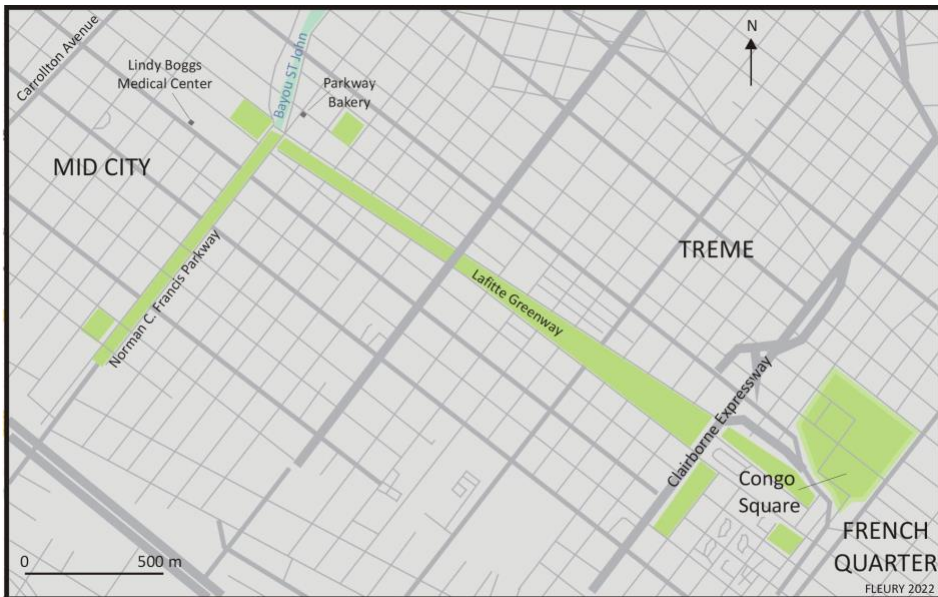 Carrollton Avenue
Lindy Boggs
Medical Center
Bayou ST John
Parkway
Bakery
N
MID CITY
TREME
Norman C. Francis Parkway
Lafitte Greenway
Clairborne Expressway
Congo
Square
FRENCH
QUARTER
0 500 m
FLEURY 2022